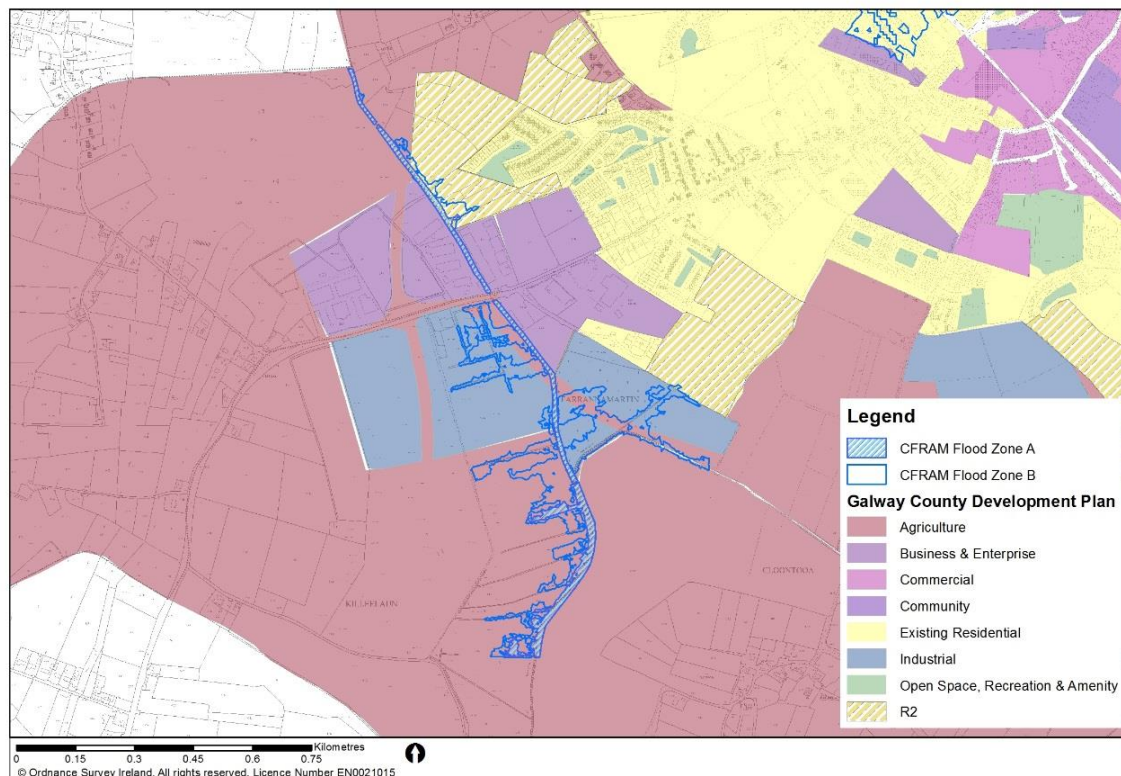 FARRANNAMARTIN
KILLEELAUN
CLOONTOOA
Legend
CFRAM Flood Zone A
CFRAM Flood Zone B
Galway County Development Plan
Agriculture
Business & Enterprise
Commercial
Community
Existing Residential
Industrial
Open Space, Recreation & Amenity
R2
Kilometres
0 0.15 0.3 0.45 0.6 0.75
© Ordnance Survey Ireland. All rights reserved. Licence Number EN0021015